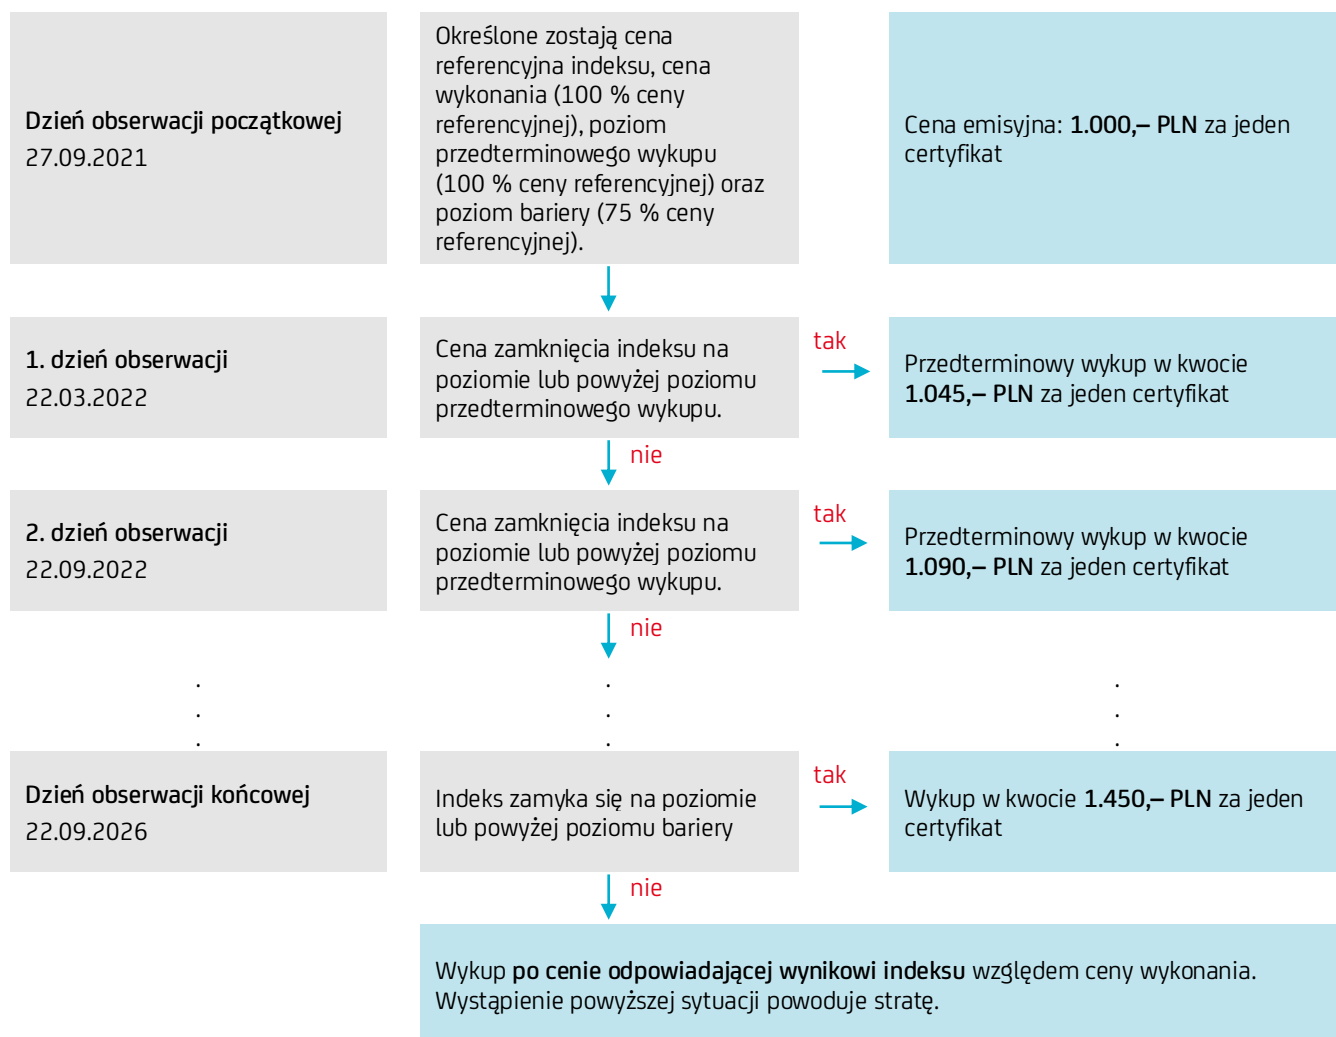 Dzień obserwacji początkowej
27.09.2021
Określone zostają cena
referencyjna indeksu, cena
wykonania (100 % ceny
referencyjnej), poziom
przedterminowego wykupu
(100 % ceny referencyjnej) oraz
poziom bariery (75 % ceny
referencyjnej).
Cena emisyjna: 1.000,– PLN za jeden
certyfikat
1. dzień obserwacji
22.03.2022
Cena zamknięcia indeksu na
poziomie lub powyżej poziomu
przedterminowego wykupu.
tak
Przedterminowy wykup w kwocie
1.045,– PLN za jeden certyfikat
nie
2. dzień obserwacji
22.09.2022
Cena zamknięcia indeksu na
poziomie lub powyżej poziomu
przedterminowego wykupu.
tak
Przedterminowy wykup w kwocie
1.090,– PLN za jeden certyfikat
nie
. . .
. . .
. . .
Dzień obserwacji końcowej
22.09.2026
Indeks zamyka się na poziomie
lub powyżej poziomu bariery
tak
Wykup w kwocie 1.450,– PLN za jeden
certyfikat
nie
Wykup po cenie odpowiadającej wynikowi indeksu względem ceny wykonania.
Wystąpienie powyższej sytuacji powoduje stratę.